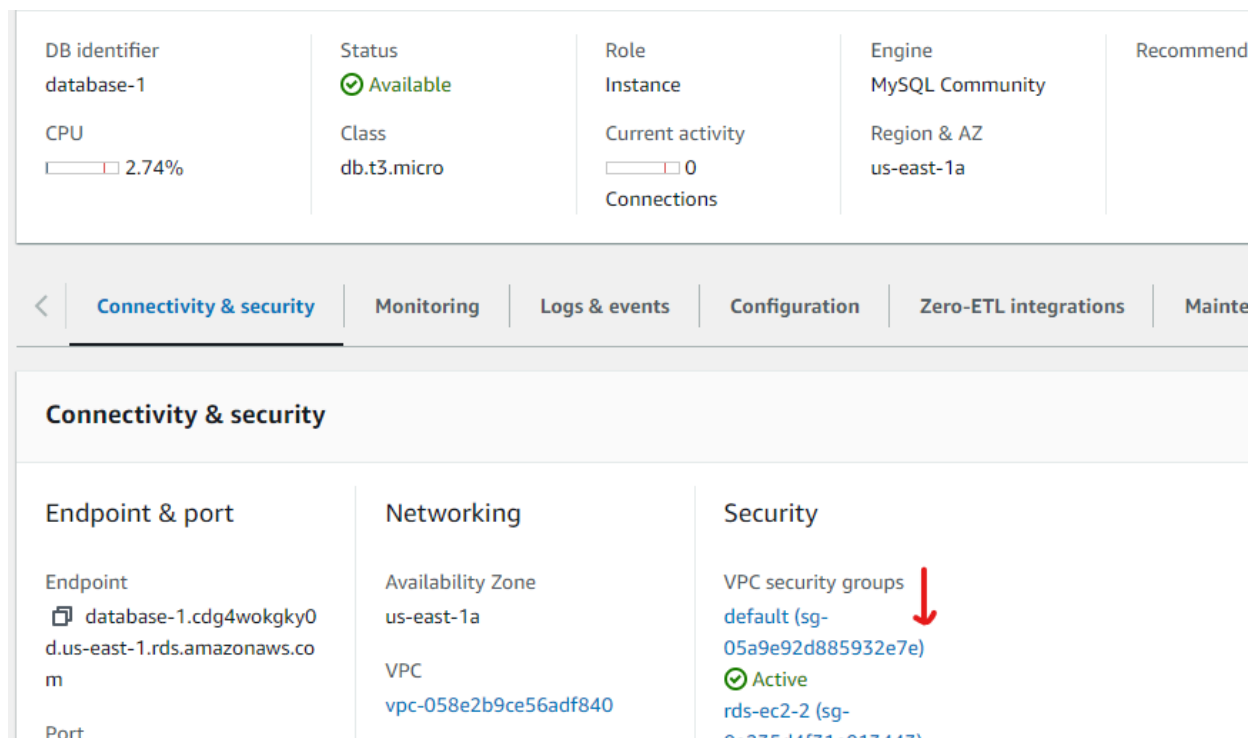 DB identifier
database-1
Status
Available
Role
Instance
Engine
MySQL Community
Recommend
CPU
2.74%
Class
db.t3.micro
Current activity
0
Connections
Region & AZ
us-east-1a
Connectivity & security
Monitoring
Logs & events
Configuration
Zero-ETL integrations
Mainte
Connectivity & security
Endpoint & port
Endpoint
database-1.cdg4wokgky0
d.us-east-1.rds.amazonaws.co
m
Port
Networking
Availability Zone
us-east-1a
VPC
vpc-058e2b9ce56adf840
Security
VPC security groups
default (sg-
05a9e92d885932e7e)
Active
rds-ec2-2 (sg-